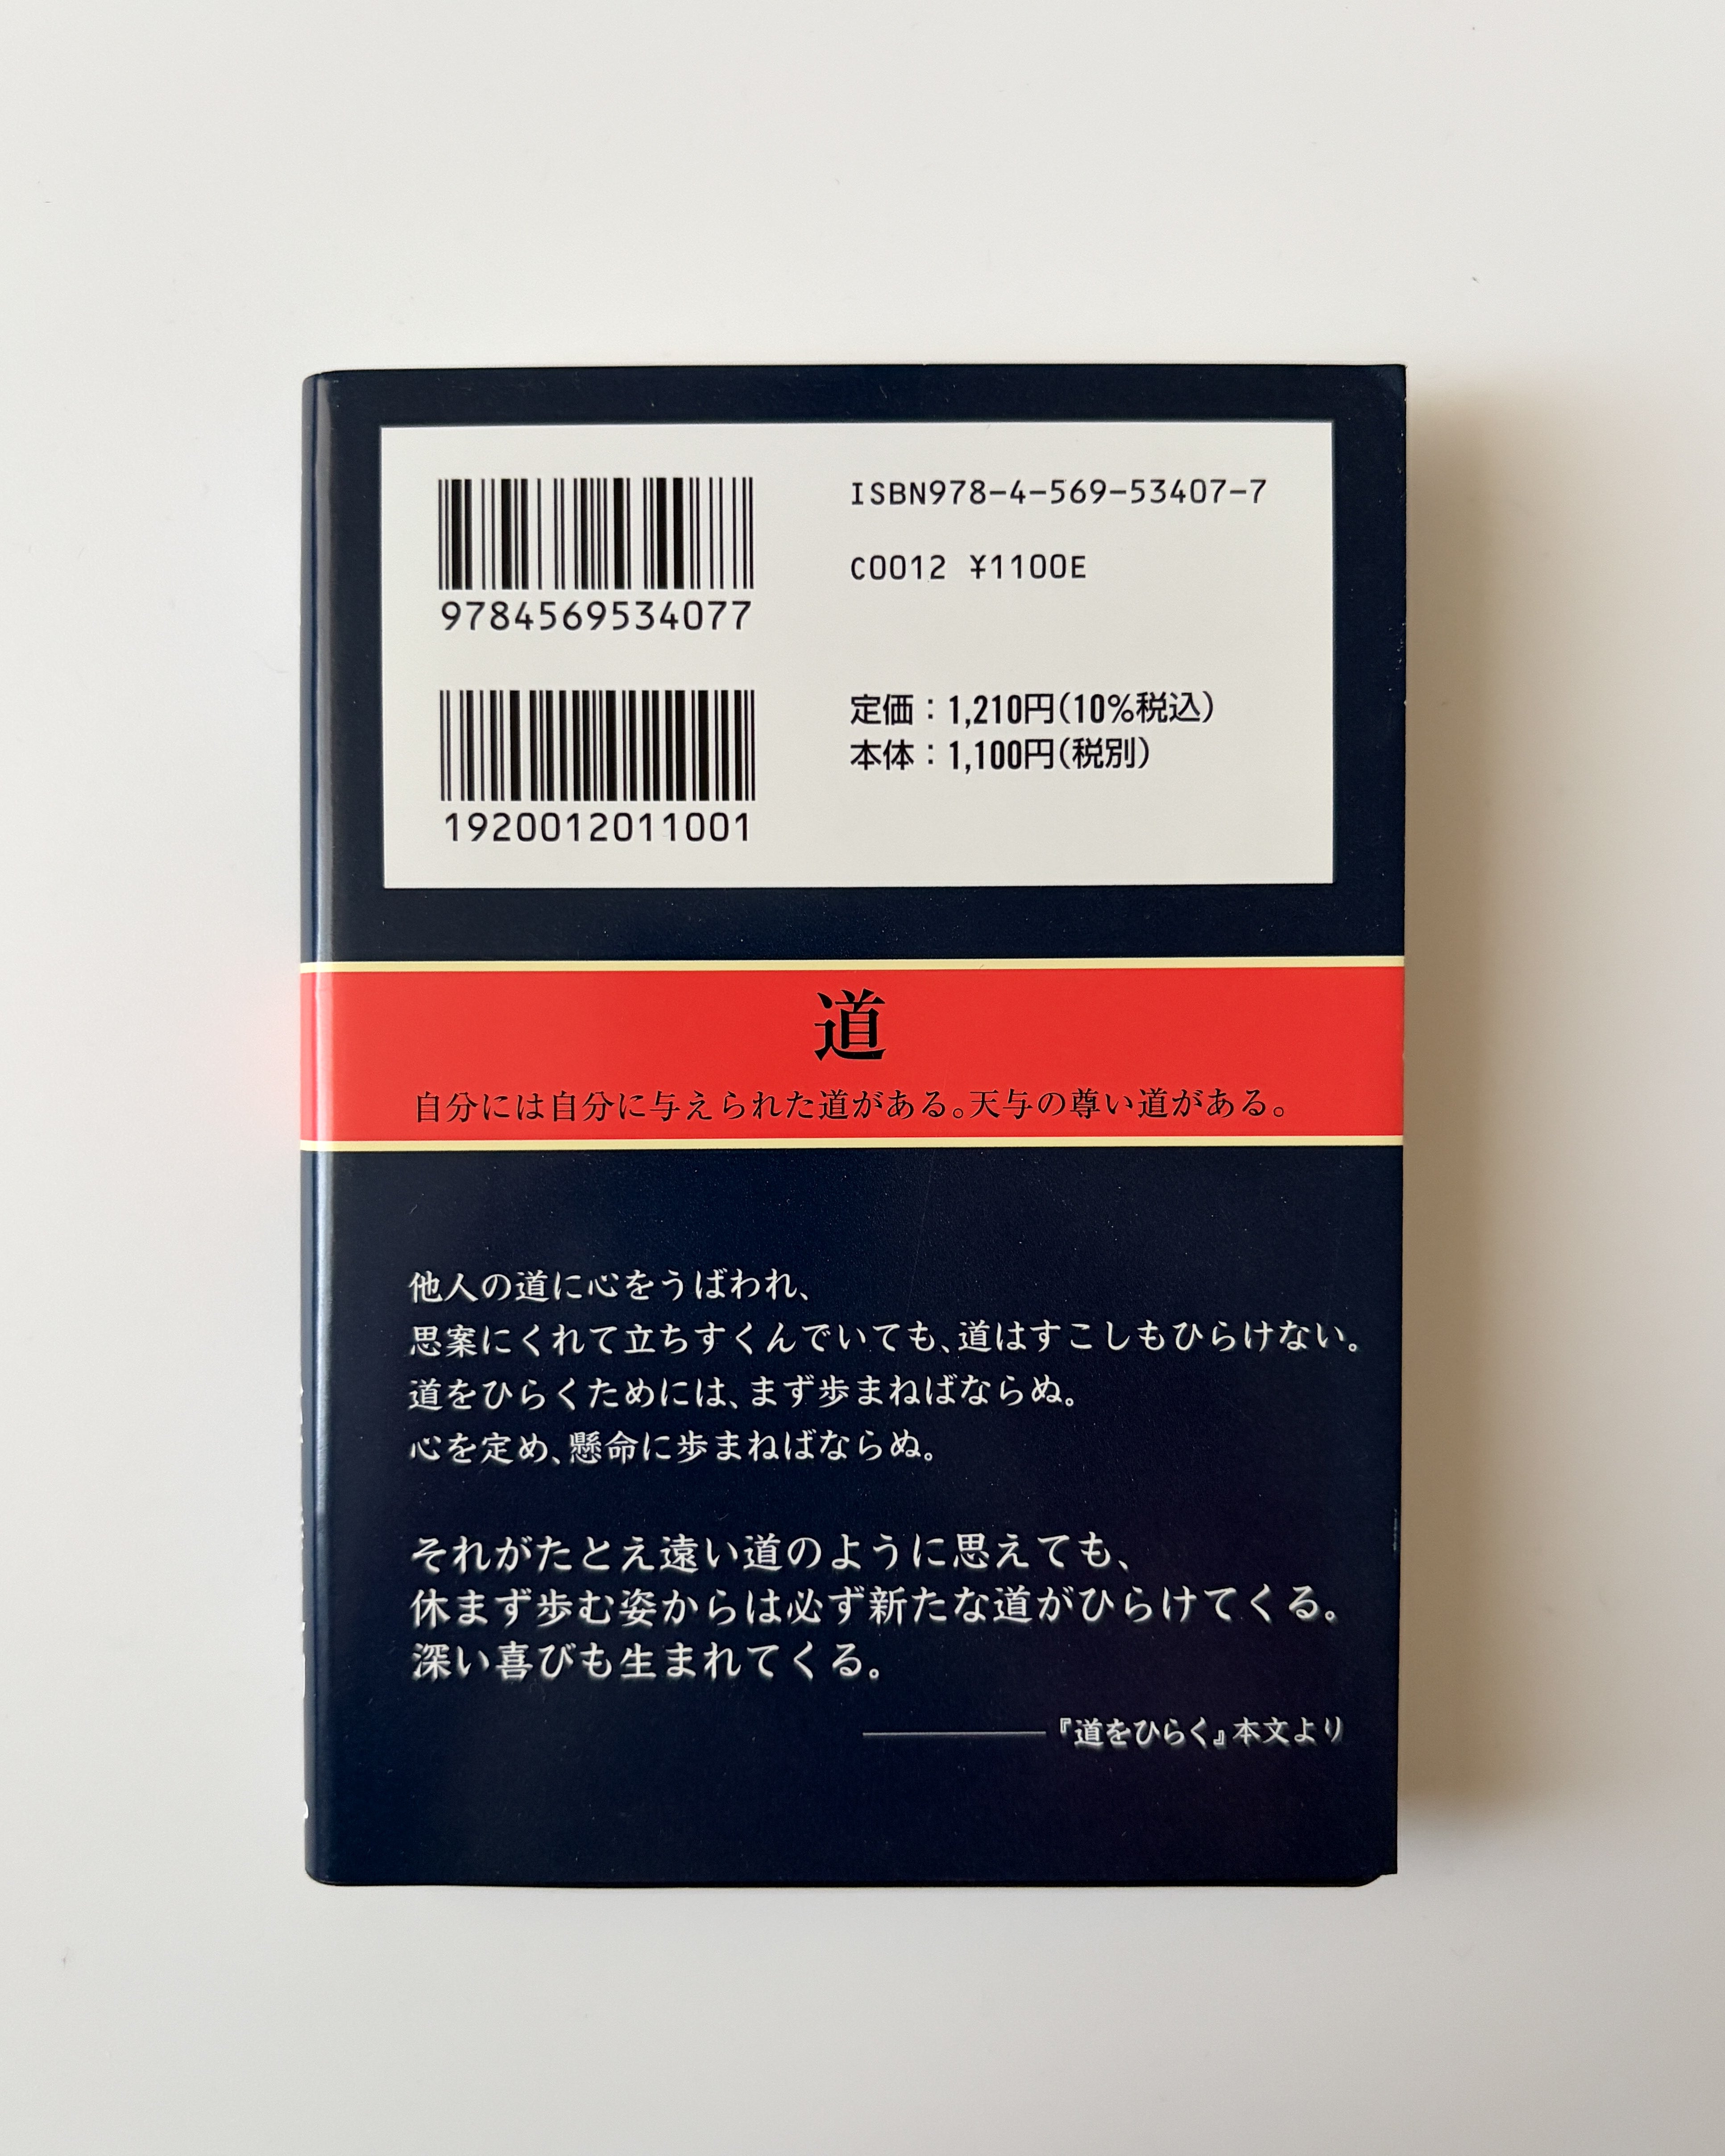 ISBN978-4-569-53407-7
C0012 ¥1100E
9784569534077
定価：1,210円(10%税込)
本体：1,100円(税別)
1920012011001
道
自分には自分に与えられた道がある。天与の尊い道がある。
他人の道に心をうばわれ、
思案にくれて立ちすくんでいても、道はすこしもひらけない。
道をひらくためには、まず歩まねばならぬ。
心を定め、懸命に歩まねばならぬ。
それがたとえ遠い道のように思えても、
休まず歩む姿からは必ず新たな道がひらけてくる。
深い喜びも生まれてくる。
『道をひらく』本文より